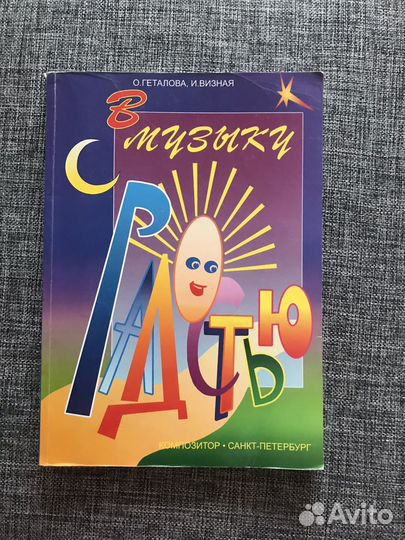 О.ГЕТАЛОВА, И.ВИЗНАЯ
В
МУЗЫКУ
С
РАДОСТЬЮ
КОМПОЗИТОР • САНКТ-ПЕТЕРБУРГ
Avito